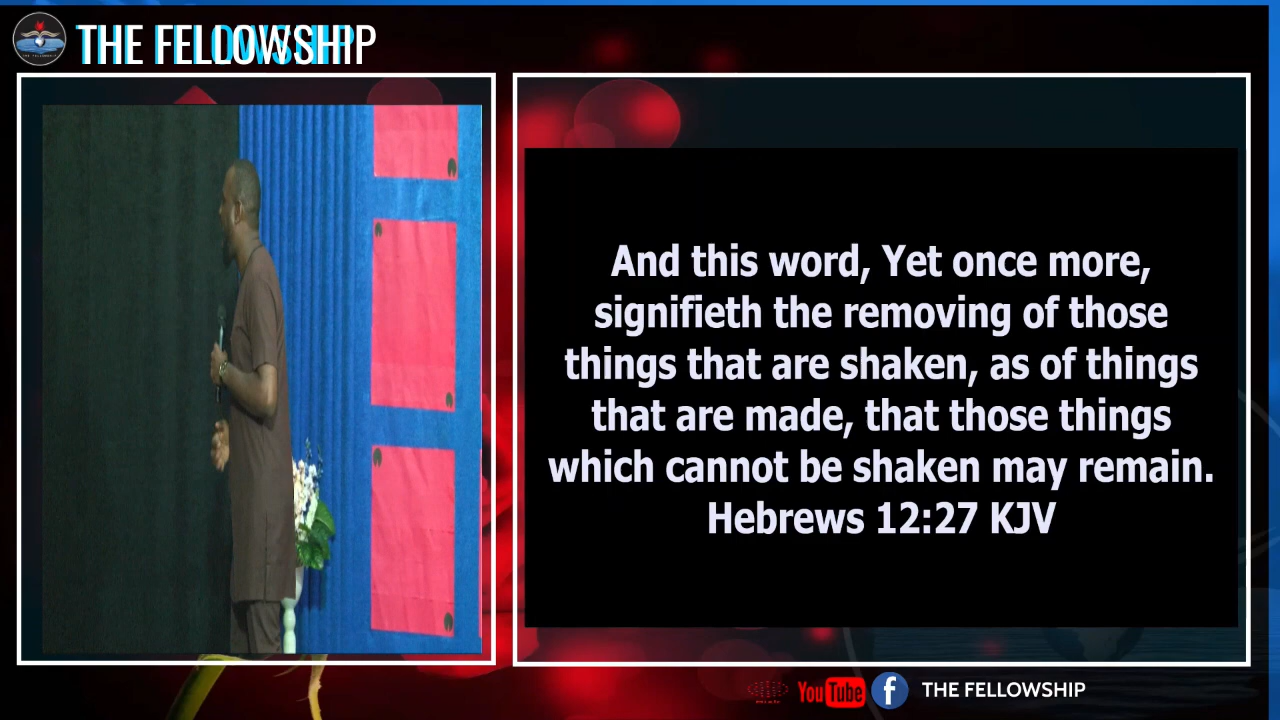 THE FELLOWSHIP
And this word, Yet once more,
signifieth the removing of those
things that are shaken, as of things
that are made, that those things
which cannot be shaken may remain.
Hebrews 12:27 KJV
YouTube
f
THE FELLOWSHIP